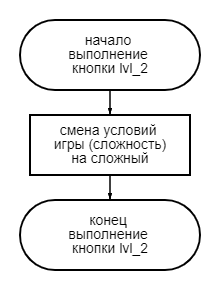 начало
выполнение
кнопки lvl_2
смена условий
игры (сложность)
на сложный
конец
выполнение
кнопки lvl_2